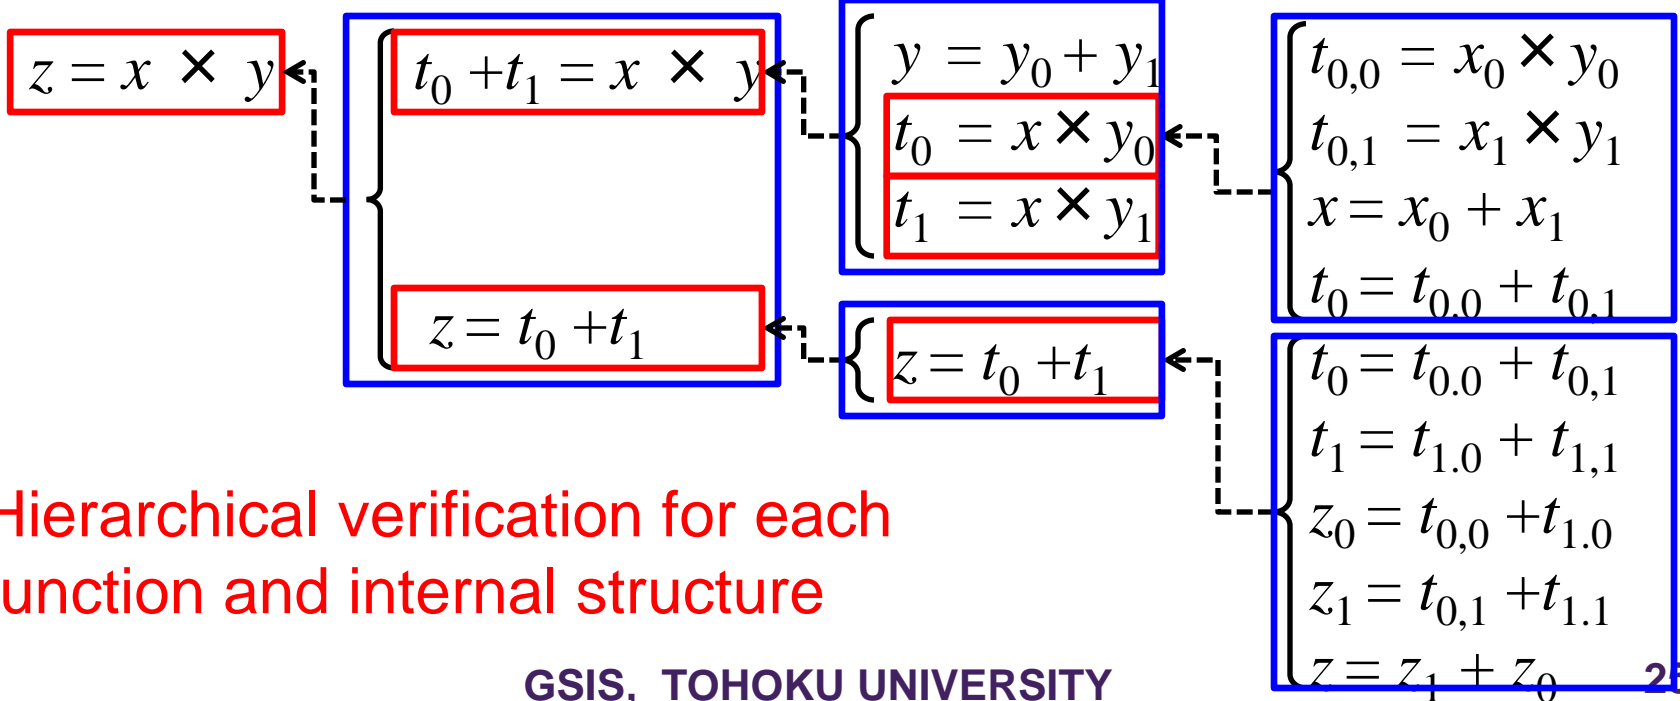 z = x × y
t₀ +t₁ = x × y
z = t₀ +t₁
y = y₀ + y₁
t₀ = x × y₀
t₁ = x × y₁
z = t₀ +t₁
t₀,₀ = x₀ × y₀
t₀,₁ = x₁ × y₁
x = x₀ + x₁
t₀ = t₀.₀ + t₀,₁
t₀ = t₀.₀ + t₀,₁
t₁ = t₁.₀ + t₁,₁
z₀ = t₀,₀ +t₁.₀
z₁ = t₀,₁ +t₁.₁
z = z₁ + z₀
Hierarchical verification for each
unction and internal structure
GSIS, TOHOKU UNIVERSITY
25